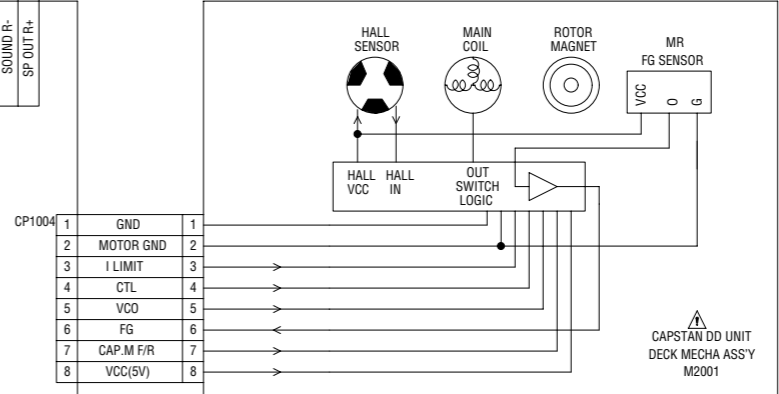 SOUND R-
SP OUT R+
HALL
SENSOR
MAIN
COIL
ROTOR
MAGNET
MR
FG SENSOR
VCC
O
G
HALL
VCC
HALL
IN
OUT
SWITCH
LOGIC
CP1004
1 GND 1
2 MOTOR GND 2
3 I LIMIT 3
4 CTL 4
5 VCO 5
6 FG 6
7 CAP.M F/R 7
8 VCC(5V) 8
!
CAPSTAN DD UNIT
DECK MECHA ASS'Y
M2001